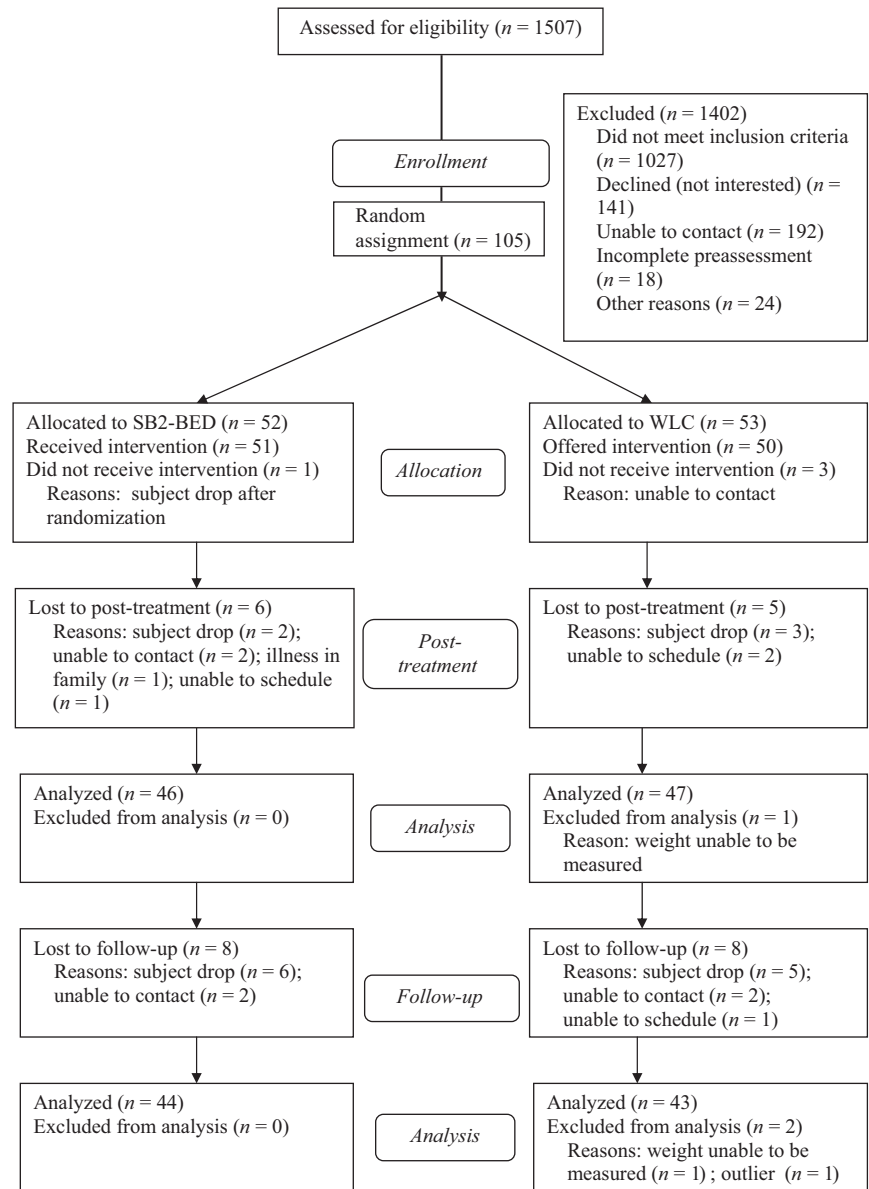 Assessed for eligibility (n = 1507)
Excluded (n = 1402)
Did not meet inclusion criteria
(n = 1027)
Declined (not interested) (n =
141)
Unable to contact (n = 192)
Incomplete preassessment
(n = 18)
Other reasons (n = 24)
Enrollment
Random
assignment (n = 105)
Allocated to SB2-BED (n = 52)
Received intervention (n = 51)
Did not receive intervention (n = 1)
Reasons: subject drop after
randomization
Allocation
Allocated to WLC (n = 53)
Offered intervention (n = 50)
Did not receive intervention (n = 3)
Reason: unable to contact
Lost to post-treatment (n = 6)
Reasons: subject drop (n = 2);
unable to contact (n = 2); illness in
family (n = 1); unable to schedule
(n = 1)
Post-
treatment
Lost to post-treatment (n = 5)
Reasons: subject drop (n = 3);
unable to schedule (n = 2)
Analyzed (n = 46)
Excluded from analysis (n = 0)
Analysis
Analyzed (n = 47)
Excluded from analysis (n = 1)
Reason: weight unable to be
measured
Lost to follow-up (n = 8)
Reasons: subject drop (n = 6);
unable to contact (n = 2)
Follow-up
Lost to follow-up (n = 8)
Reasons: subject drop (n = 5);
unable to contact (n = 2);
unable to schedule (n = 1)
Analyzed (n = 44)
Excluded from analysis (n = 0)
Analysis
Analyzed (n = 43)
Excluded from analysis (n = 2)
Reasons: weight unable to be
measured (n = 1) ; outlier (n = 1)